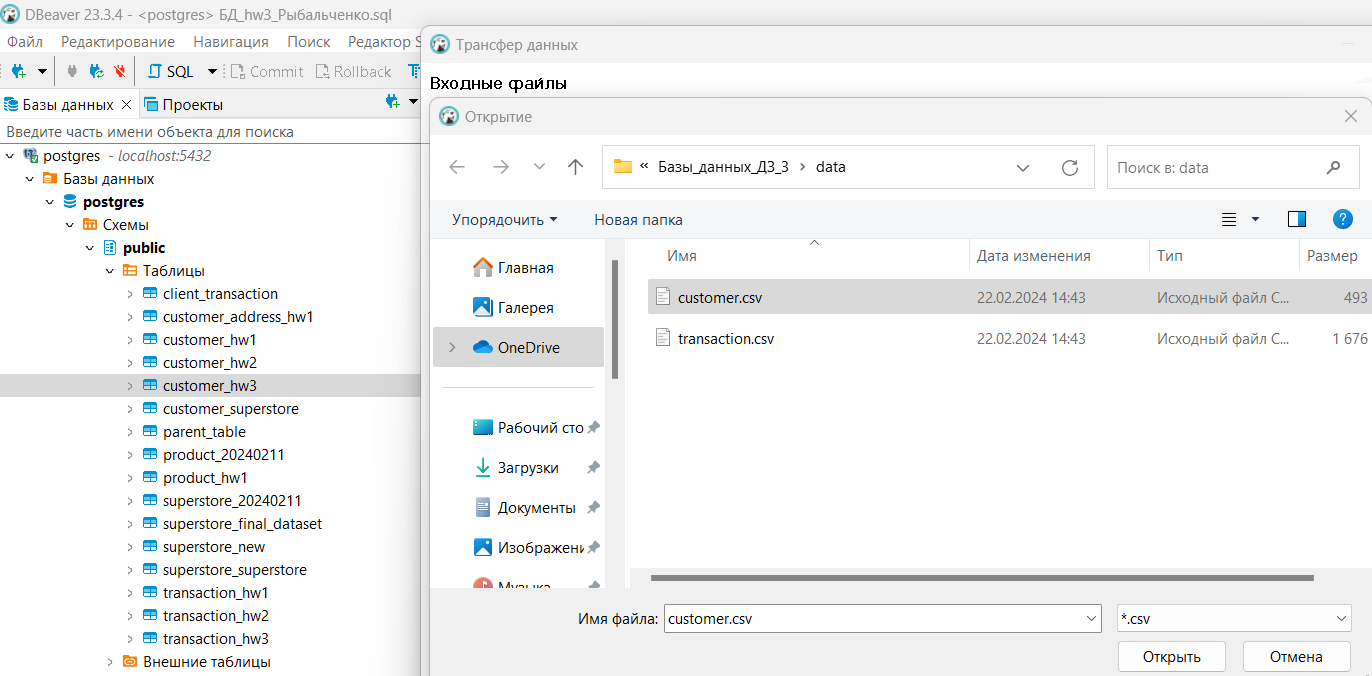 DBeaver 23.3.4 - <postgres> БД_hw3_Рыбальченко.sql
Файл Редактирование Навигация Поиск Редактор S
SQL Commit Rollback
Базы данных Проекты
Введите часть имени объекта для поиска
postgres - localhost:5432
Базы данных
postgres
Схемы
public
Таблицы
client_transaction
customer_address_hw1
customer_hw1
customer_hw2
customer_hw3
customer_superstore
parent_table
product_20240211
product_hw1
superstore_20240211
superstore_final_dataset
superstore_new
superstore_superstore
transaction_hw1
transaction_hw2
transaction_hw3
Внешние таблицы
Трансфер данных
Входные файлы
Открытие
« Базы_данных_ДЗ_3 › data
Поиск в: data
Упорядочить Новая папка
Главная
Галерея
OneDrive
Рабочий сто
Загрузки
Документы
Изображени
Музыка
Имя Дата изменения Тип Размер
customer.csv 22.02.2024 14:43 Исходный файл C... 493
transaction.csv 22.02.2024 14:43 Исходный файл C... 1 676
Имя файла: customer.csv *.csv
Открыть Отмена